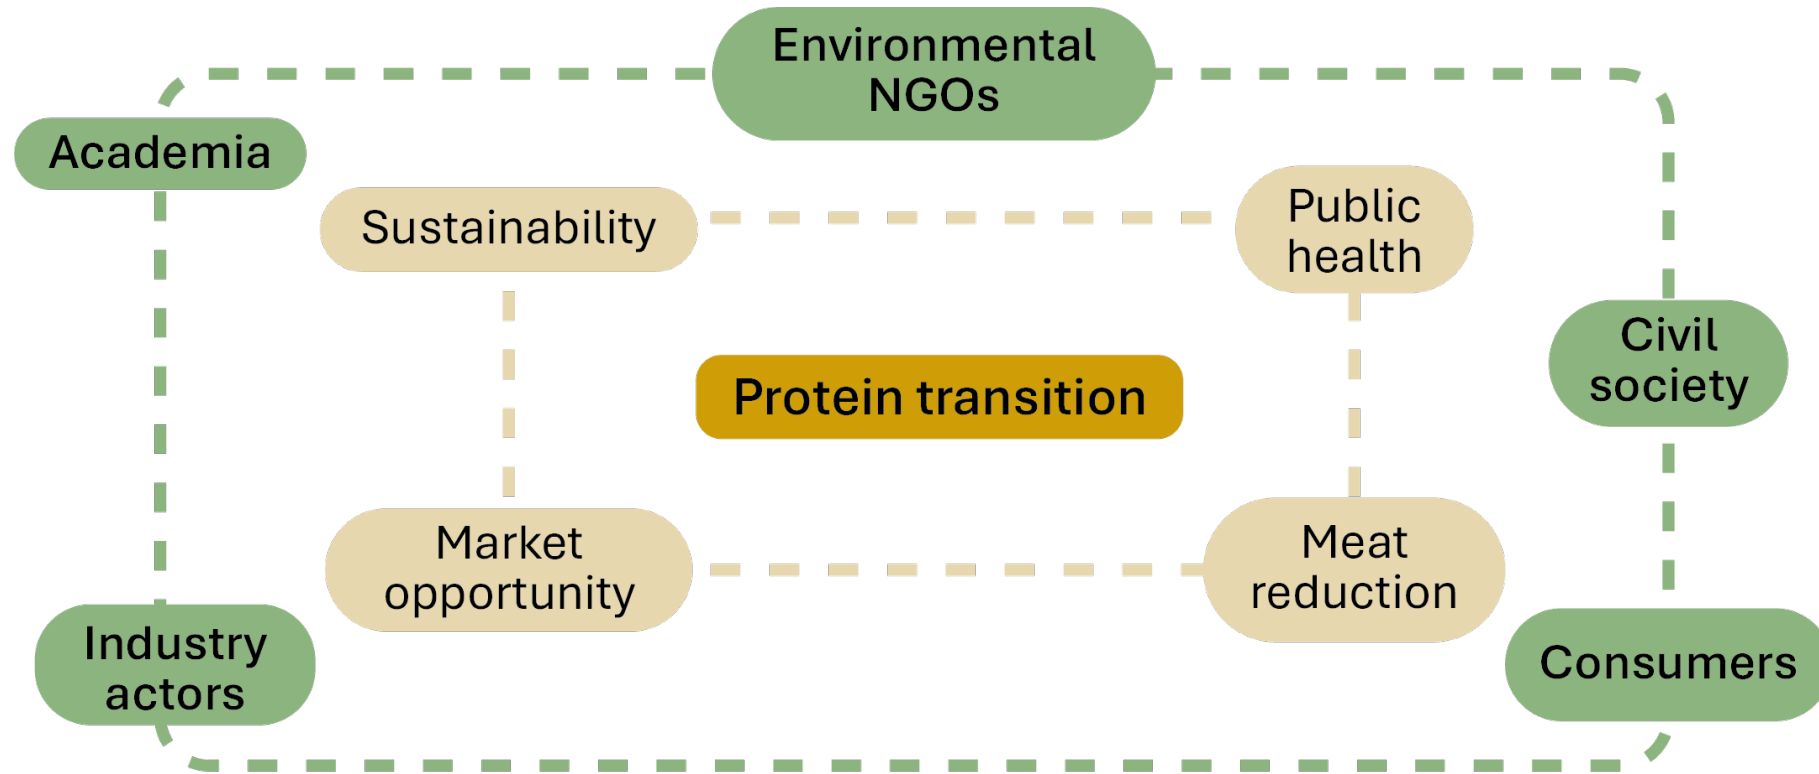 Environmental
NGOs
Academia
Sustainability
Public
health
Civil
society
Protein transition
Market
opportunity
Meat
reduction
Industry
actors
Consumers